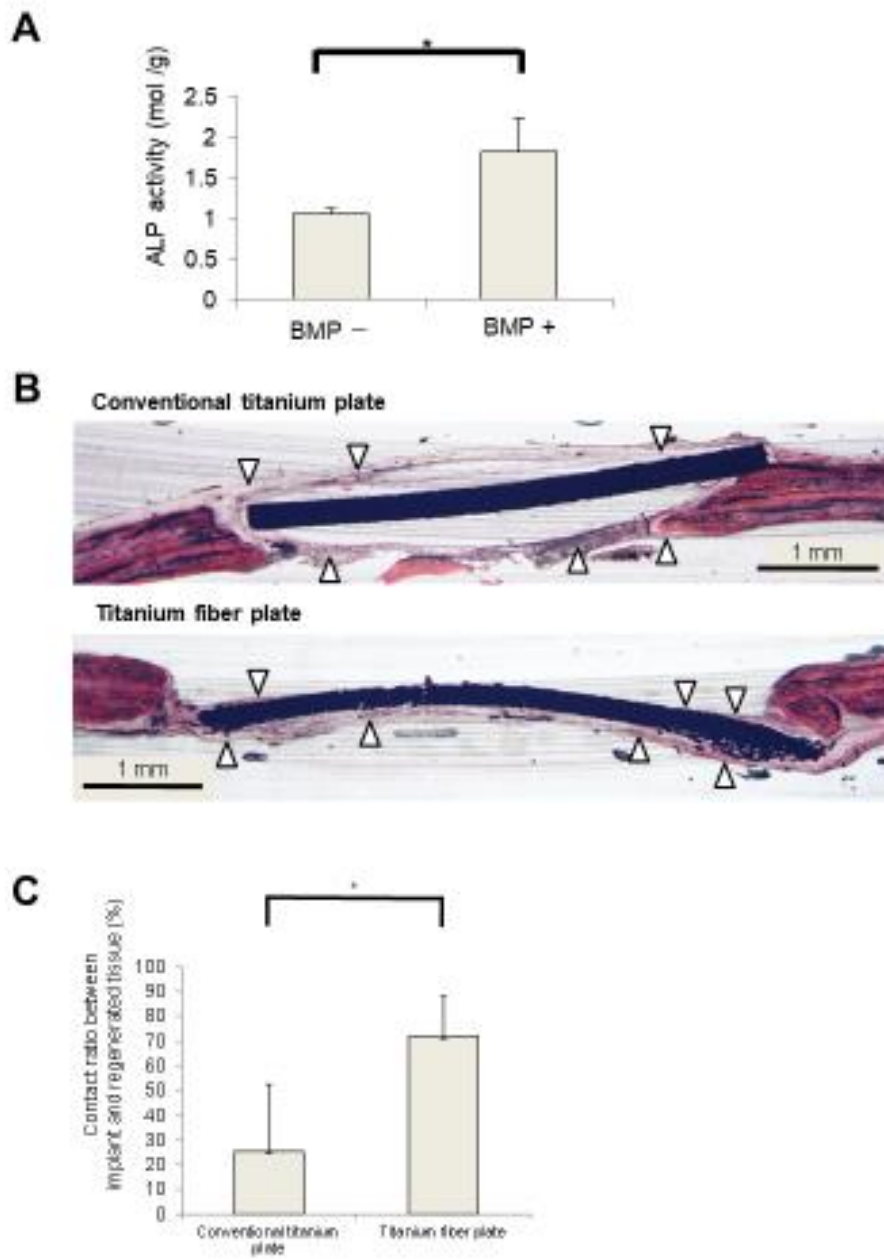 A
*
ALP activity (mol /g)
2.5
2
1.5
1
0.5
0
BMP −
BMP +
B
Conventional titanium plate
1 mm
Titanium fiber plate
1 mm
C
*
Contact ratio between
implant and regenerated tissue (%)
100
90
80
70
60
50
40
30
20
10
0
Conventional titanium
plate
Titanium fiber plate